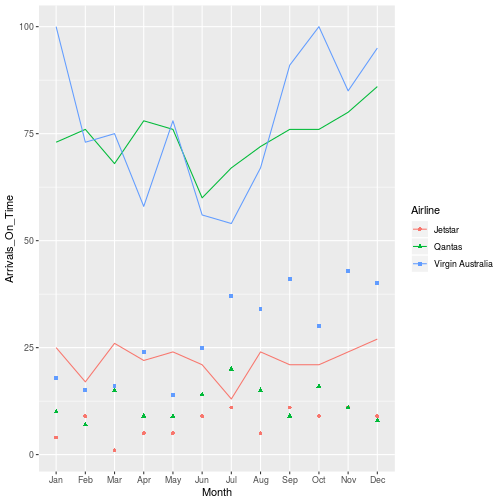 100
75
50
25
0
Arrivals_On_Time
Jan Feb Mar Apr May Jun Jul Aug Sep Oct Nov Dec
Month
Airline
Jetstar
Qantas
Virgin Australia